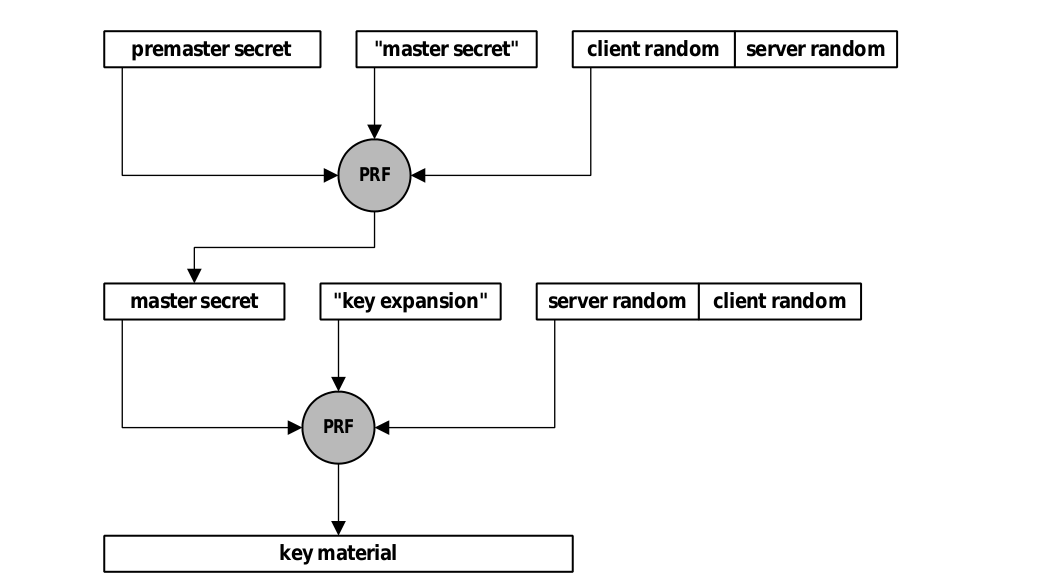 premaster secret
"master secret"
client random
server random
PRF
master secret
"key expansion"
server random
client random
PRF
key material